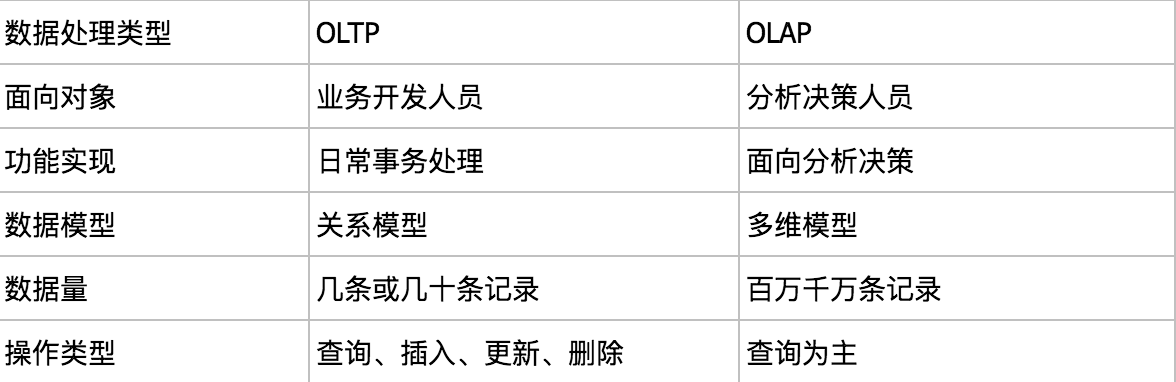 数据处理类型 OLTP OLAP
面向对象 业务开发人员 分析决策人员
功能实现 日常事务处理 面向分析决策
数据模型 关系模型 多维模型
数据量 几条或几十条记录 百万千万条记录
操作类型 查询、插入、更新、删除 查询为主